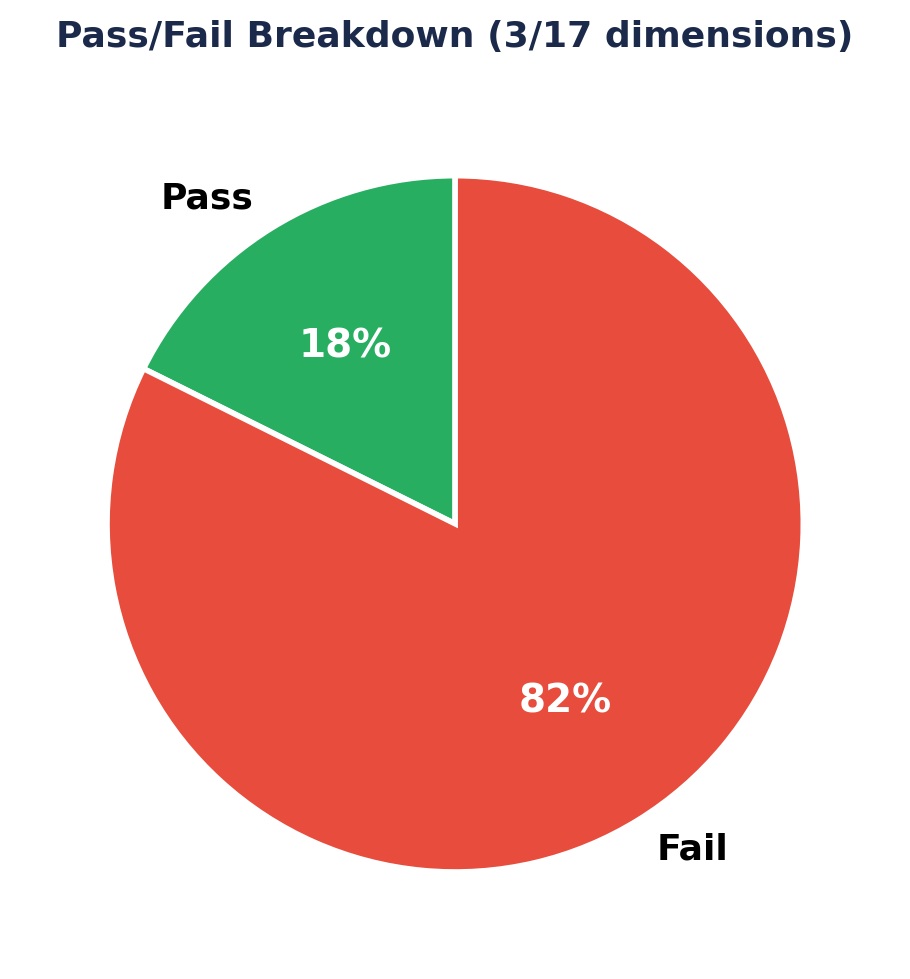 Pass/Fail Breakdown (3/17 dimensions)
Pass
18%
82%
Fail